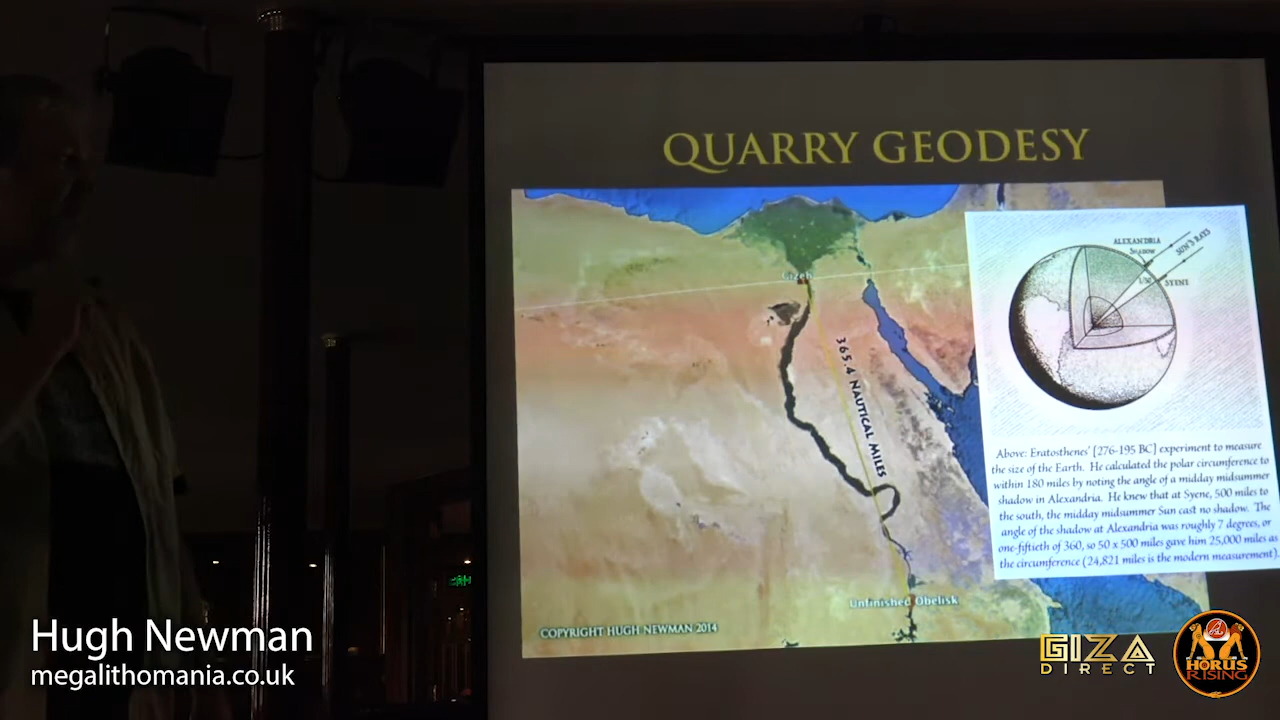 QUARRY GEODESY
Gizeh
365.4 NAUTICAL MILES
Unfinished Obelisk
COPYRIGHT HUGH NEWMAN 2014
ALEXANDRIA
SHADOW
SUN'S RAYS
SYENE
Above: Eratosthenes' [276-195 BC] experiment to measure
the size of the Earth. He calculated the polar circumference to
within 180 miles by noting the angle of a midday midsummer
shadow in Alexandria. He knew that at Syene, 500 miles to
the south, the midday midsummer Sun cast no shadow. The
angle of the shadow at Alexandria was roughly 7 degrees, or
one-fiftieth of 360, so 50 x 500 miles gave him 25,000 miles as
the circumference (24,821 miles is the modern measurement).
Hugh Newman
megalithomania.co.uk
GIZA
DIRECT
HORUS
RISING